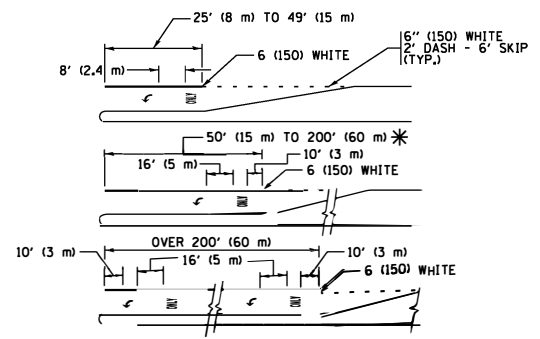 25' (8 m) TO 49' (15 m)
6" (150) WHITE
2' DASH - 6' SKIP
(TYP.)
6 (150) WHITE
8' (2.4 m)
ONLY
50' (15 m) TO 200' (60 m) *
16' (5 m)
10' (3 m)
6 (150) WHITE
ONLY
OVER 200' (60 m)
10' (3 m)
16' (5 m)
10' (3 m)
6 (150) WHITE
ONLY
ONLY